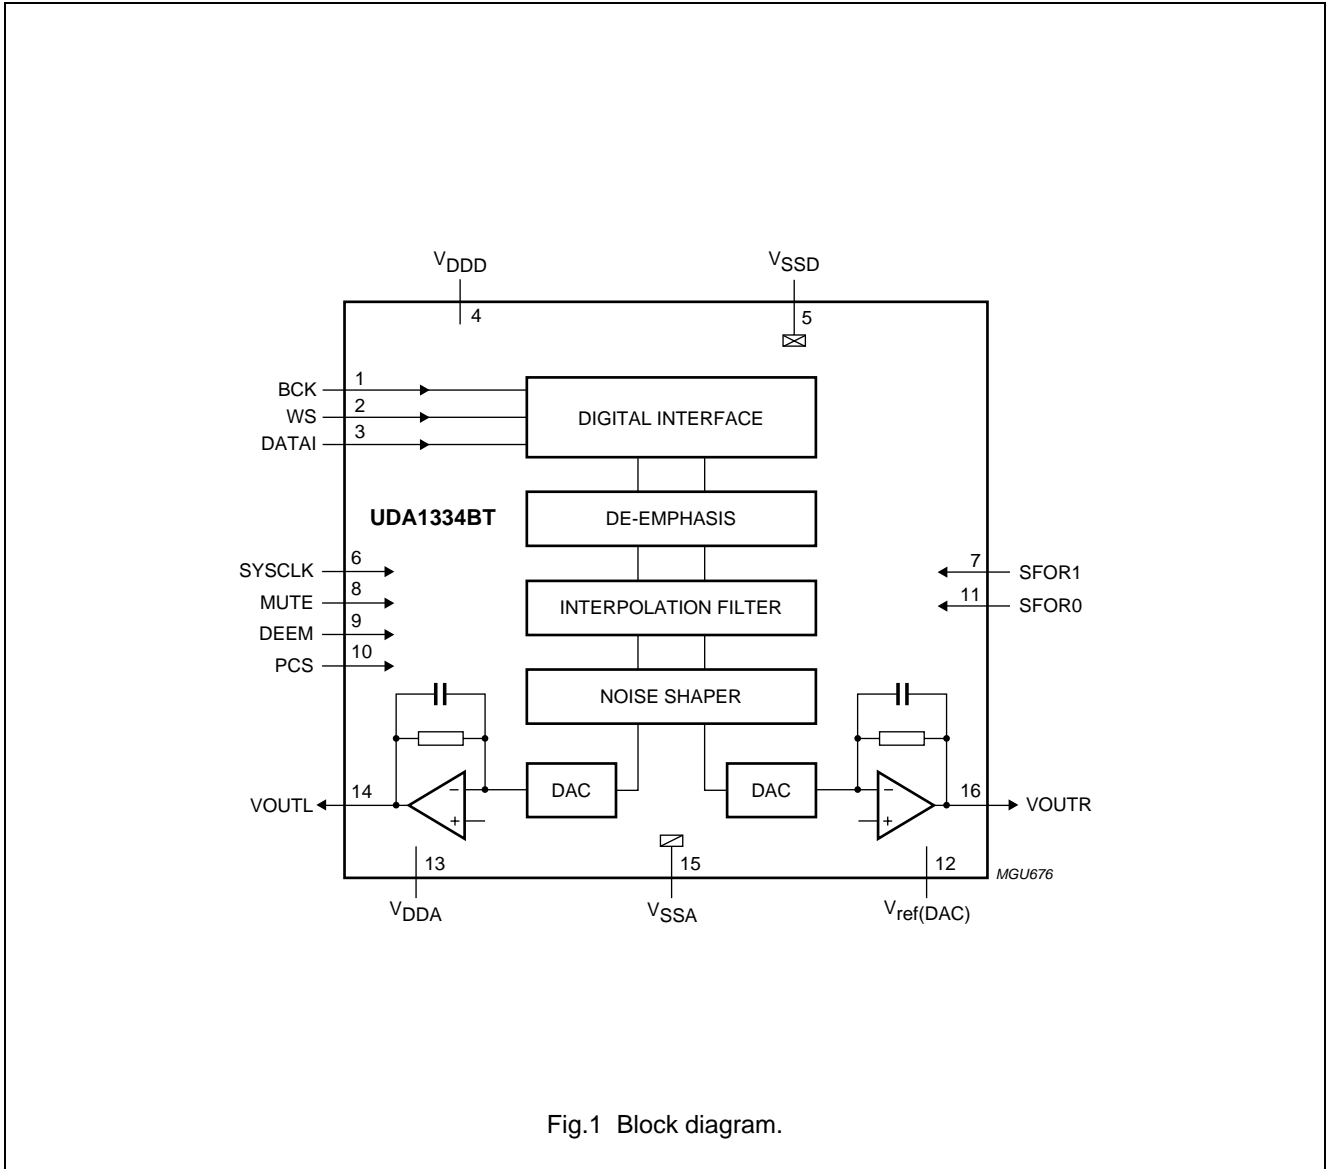 VDDD
VSSD
4
5
BCK
1
WS
2
DATAI
3
DIGITAL INTERFACE
UDA1334BT
DE-EMPHASIS
SYSCLK
6
MUTE
8
DEEM
9
PCS
10
7
SFOR1
11
SFOR0
INTERPOLATION FILTER
NOISE SHAPER
VOUTL
14
−
+
DAC
DAC
−
+
16
VOUTR
13
15
12
MGU676
VDDA
VSSA
Vref(DAC)
Fig.1 Block diagram.